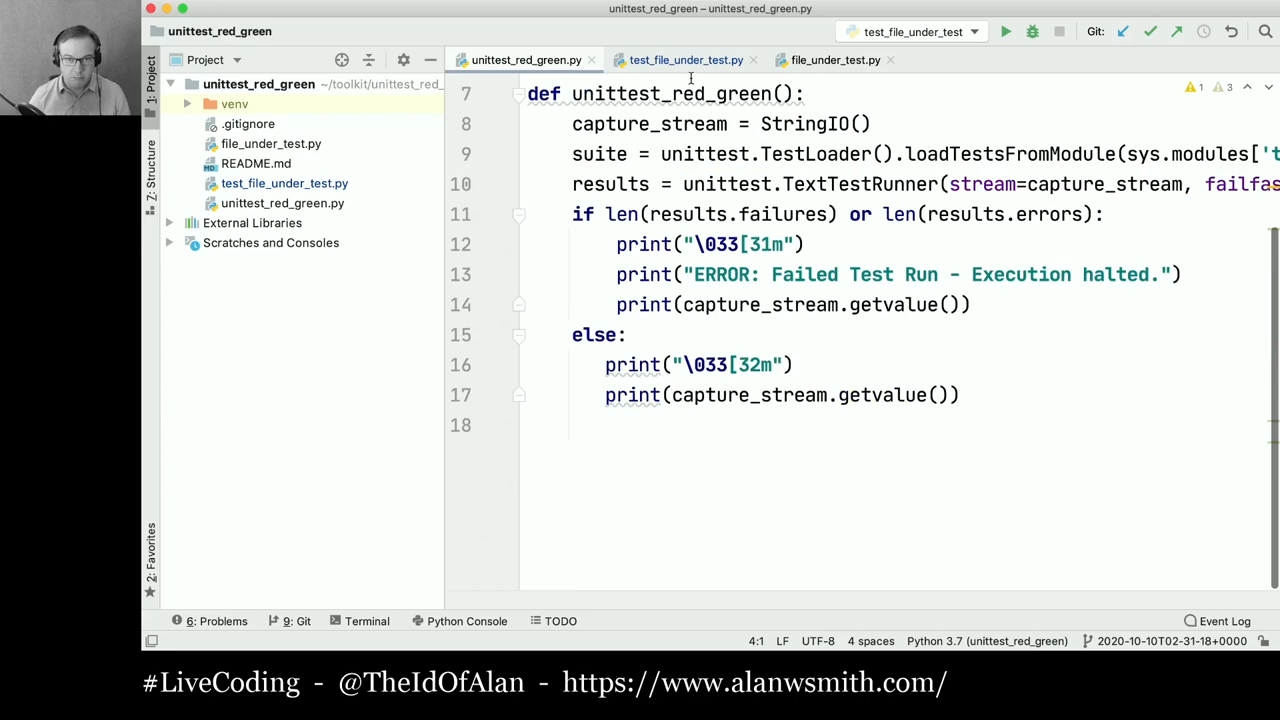 unittest_red_green – unittest_red_green.py
unittest_red_green
test_file_under_test
Git:
1: Project
Z: Structure
2: Favorites
Project
unittest_red_green ~/toolkit/unittest_red_
venv
.gitignore
file_under_test.py
README.md
test_file_under_test.py
unittest_red_green.py
External Libraries
Scratches and Consoles
unittest_red_green.py
test_file_under_test.py
file_under_test.py
1 3
7 def unittest_red_green():
8 capture_stream = StringIO()
9 suite = unittest.TestLoader().loadTestsFromModule(sys.modules['t
10 results = unittest.TextTestRunner(stream=capture_stream, failfas
11 if len(results.failures) or len(results.errors):
12 print("\033[31m")
13 print("ERROR: Failed Test Run - Execution halted.")
14 print(capture_stream.getvalue())
15 else:
16 print("\033[32m")
17 print(capture_stream.getvalue())
18
6: Problems 9: Git Terminal Python Console TODO Event Log
4:1 LF UTF-8 4 spaces Python 3.7 (unittest_red_green) 2020-10-10T02-31-18+0000
#LiveCoding - @TheIdOfAlan - https://www.alanwsmith.com/